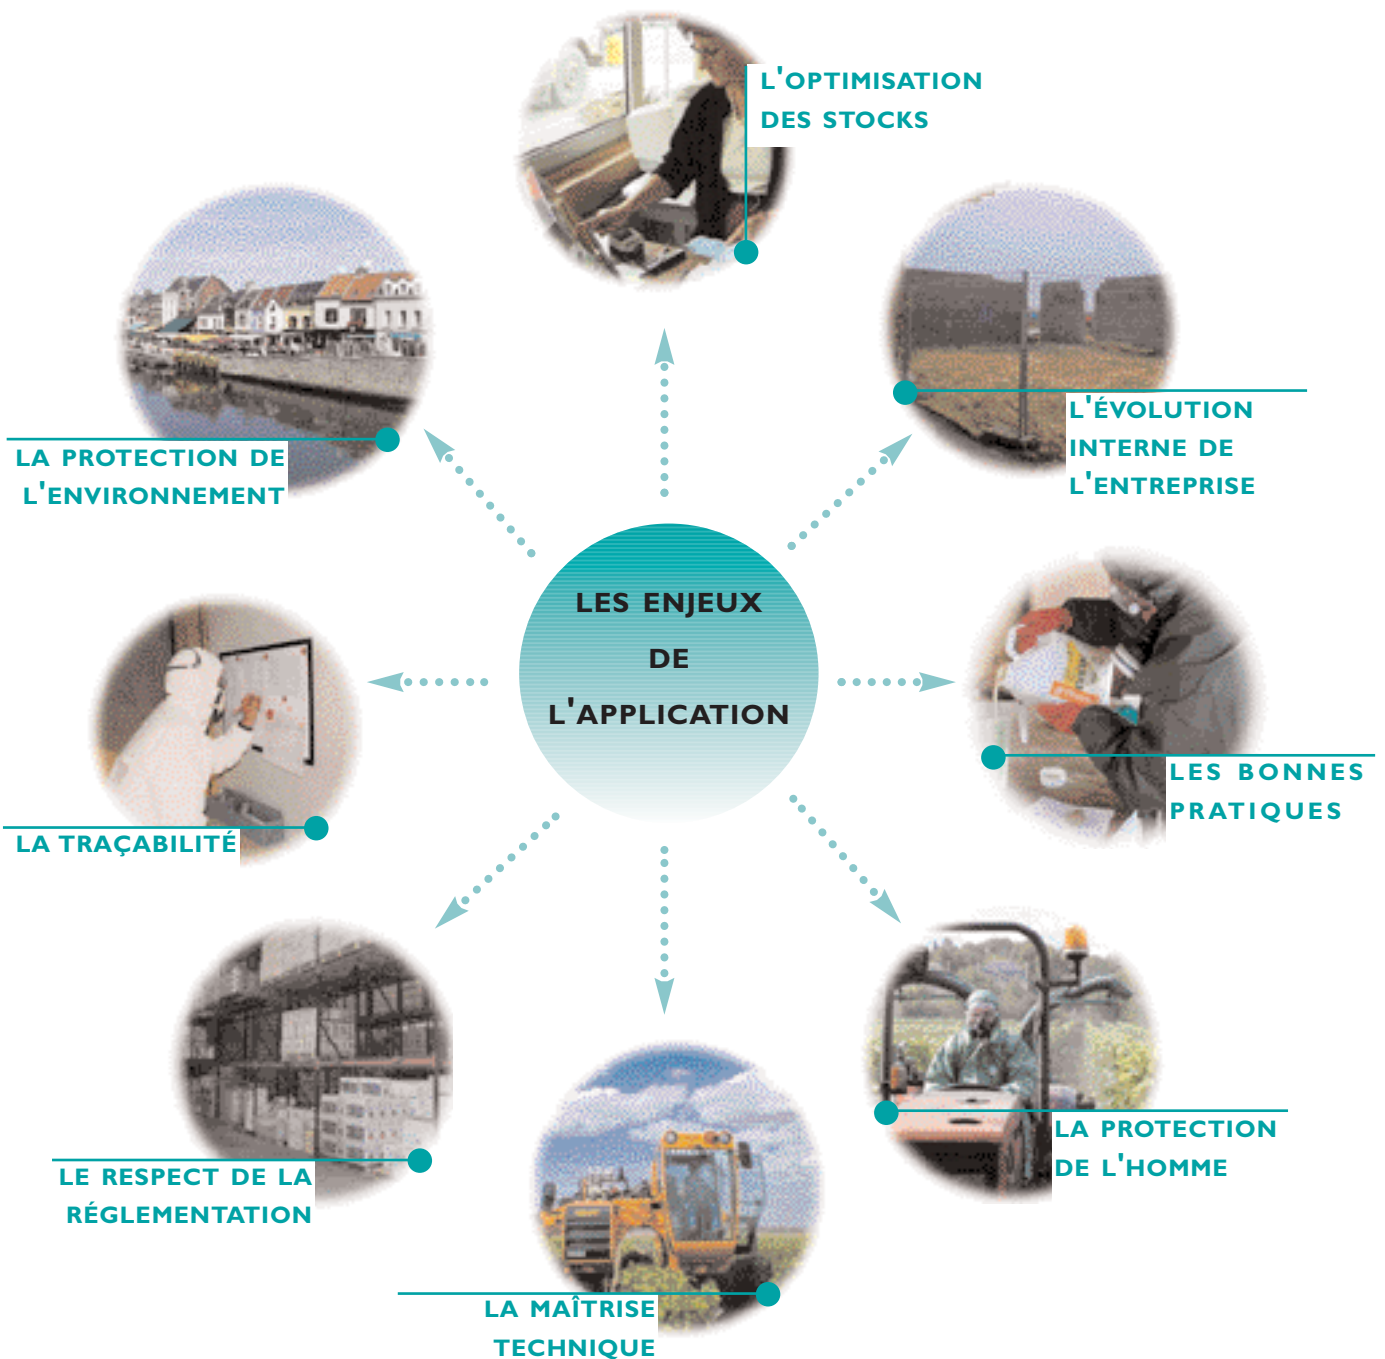 L'OPTIMISATION
DES STOCKS
L'ÉVOLUTION
INTERNE DE
L'ENTREPRISE
LA PROTECTION DE
L'ENVIRONNEMENT
LES ENJEUX
DE
L'APPLICATION
LES BONNES
PRATIQUES
LA TRAÇABILITÉ
LA PROTECTION
DE L'HOMME
LE RESPECT DE LA
RÉGLEMENTATION
LA MAÎTRISE
TECHNIQUE